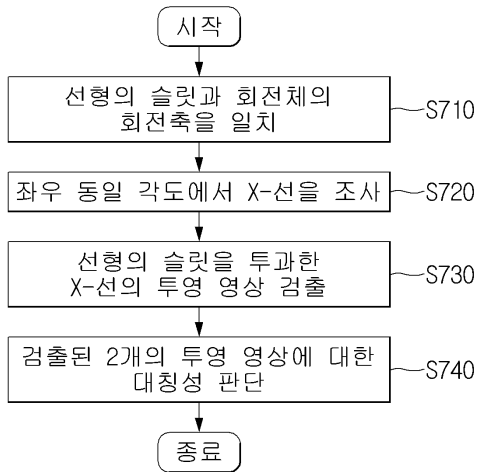 시작
선형의 슬릿과 회전체의
회전축을 일치
S710
좌우 동일 각도에서 X-선을 조사
S720
선형의 슬릿을 투과한
X-선의 투영 영상 검출
S730
검출된 2개의 투영 영상에 대한
대칭성 판단
S740
종료